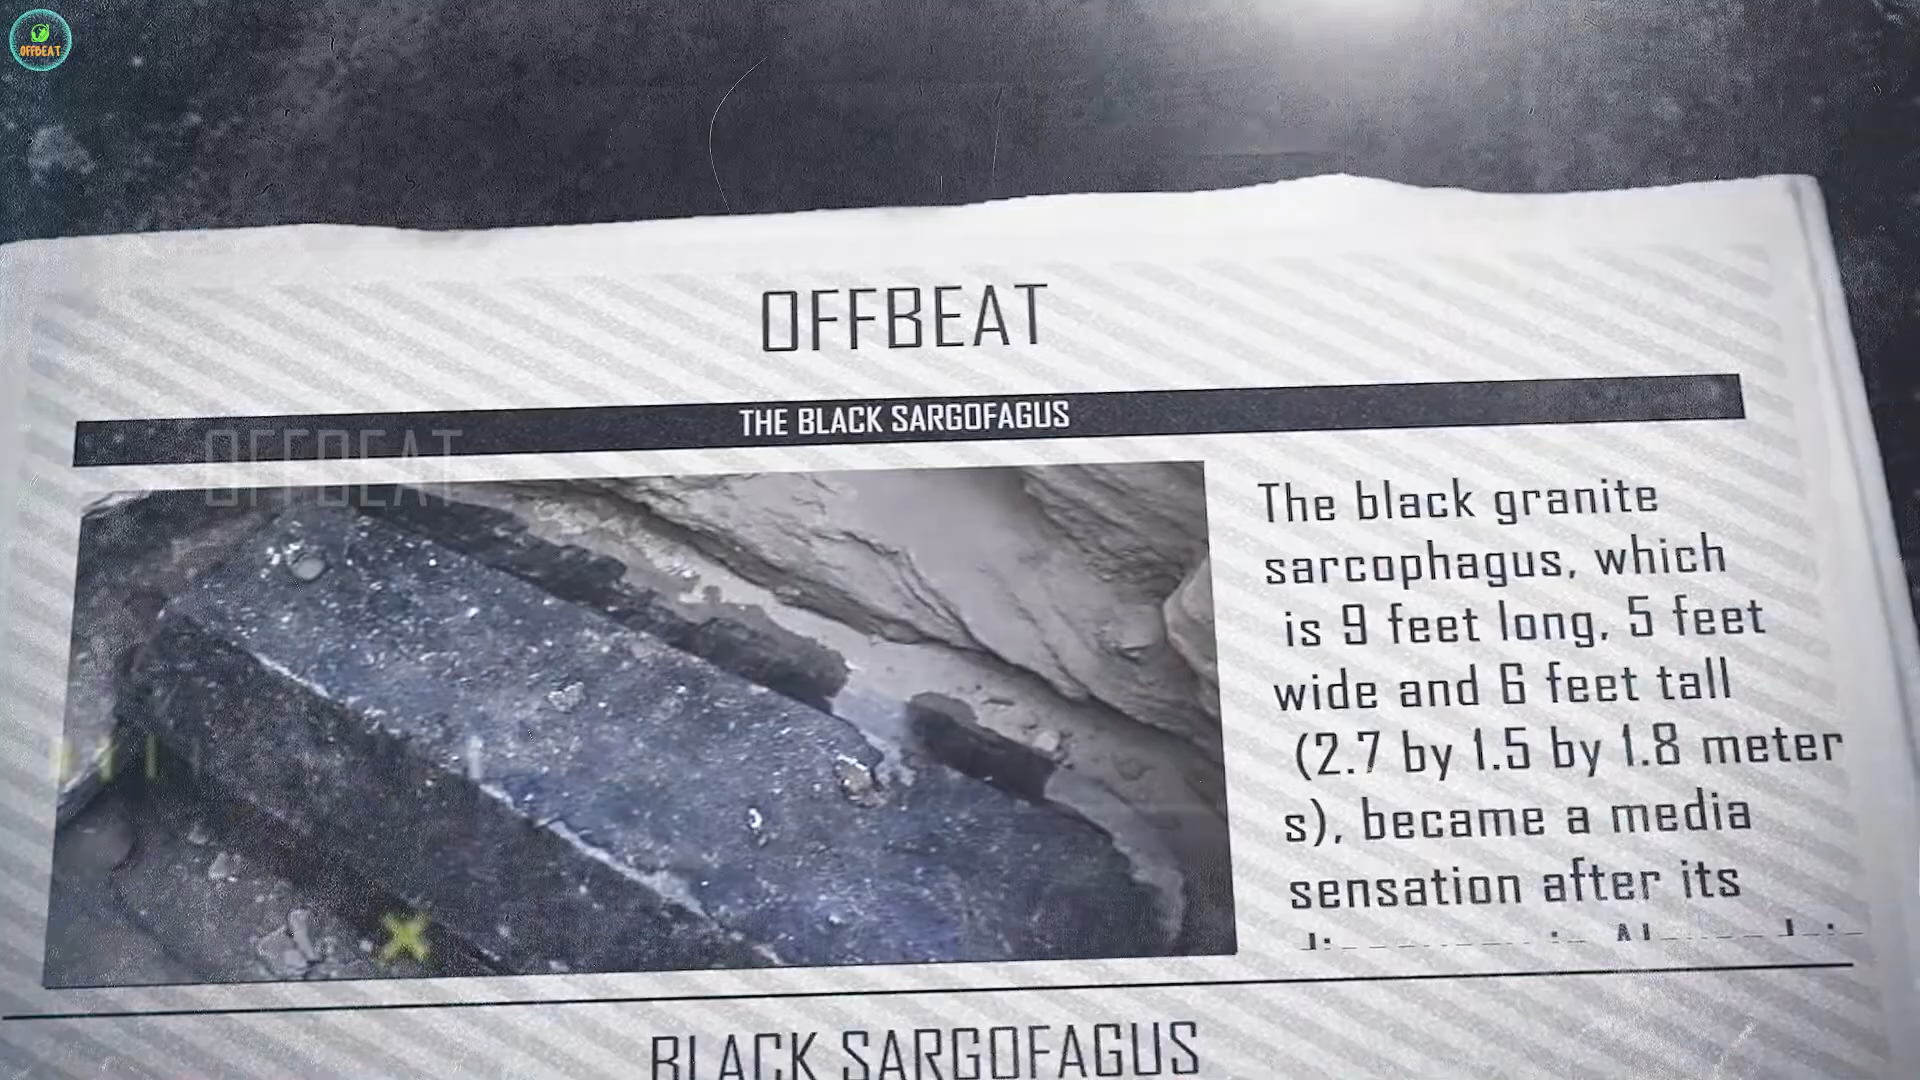 OFFBEAT
OFFBEAT
THE BLACK SARGOFAGUS
OFFBEAT
The black granite
sarcophagus, which
is 9 feet long, 5 feet
wide and 6 feet tall
(2.7 by 1.5 by 1.8 meter
s), became a media
sensation after its
BLACK SARGOFAGUS